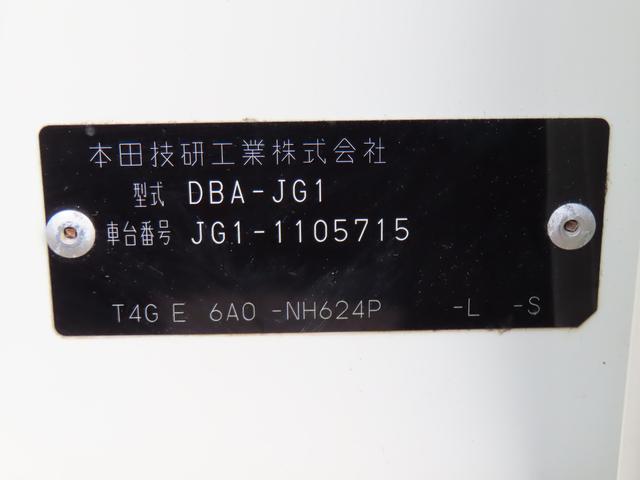 本田技研工業株式会社
型式 DBA-JG1
車台番号 JG1-1105715
T4G E 6A0 -NH624P -L -S